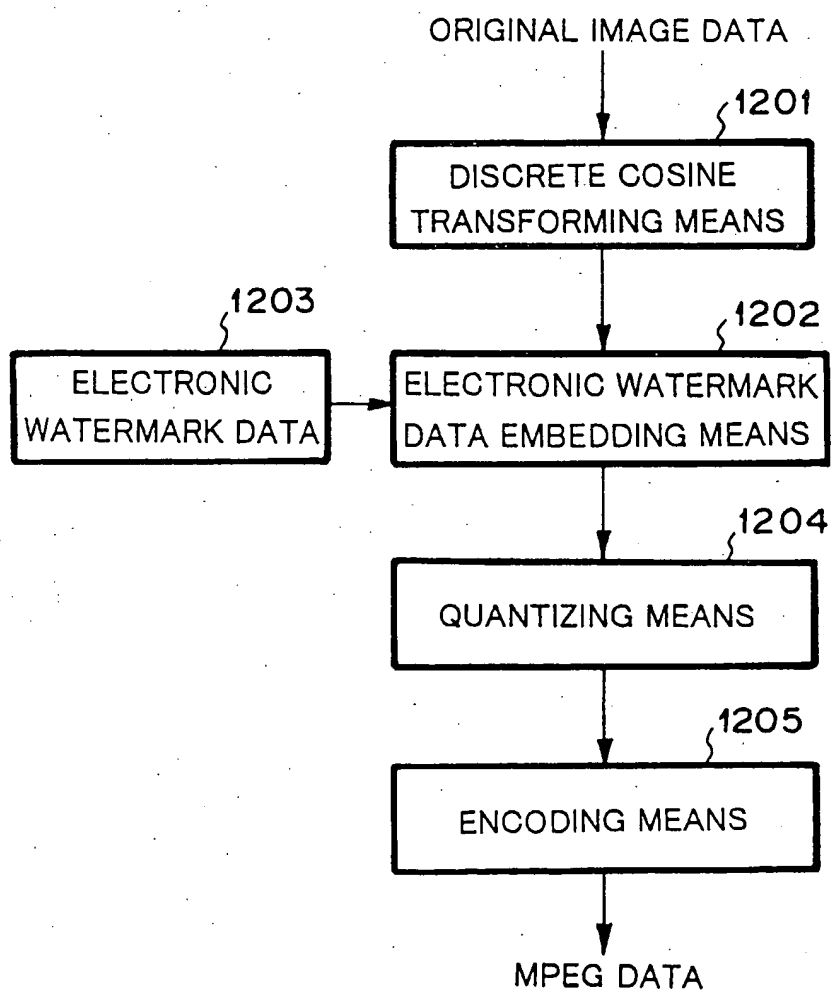 ORIGINAL IMAGE DATA
1201
DISCRETE COSINE
TRANSFORMING MEANS
1203
1202
ELECTRONIC
WATERMARK DATA
ELECTRONIC WATERMARK
DATA EMBEDDING MEANS
1204
QUANTIZING MEANS
1205
ENCODING MEANS
MPEG DATA